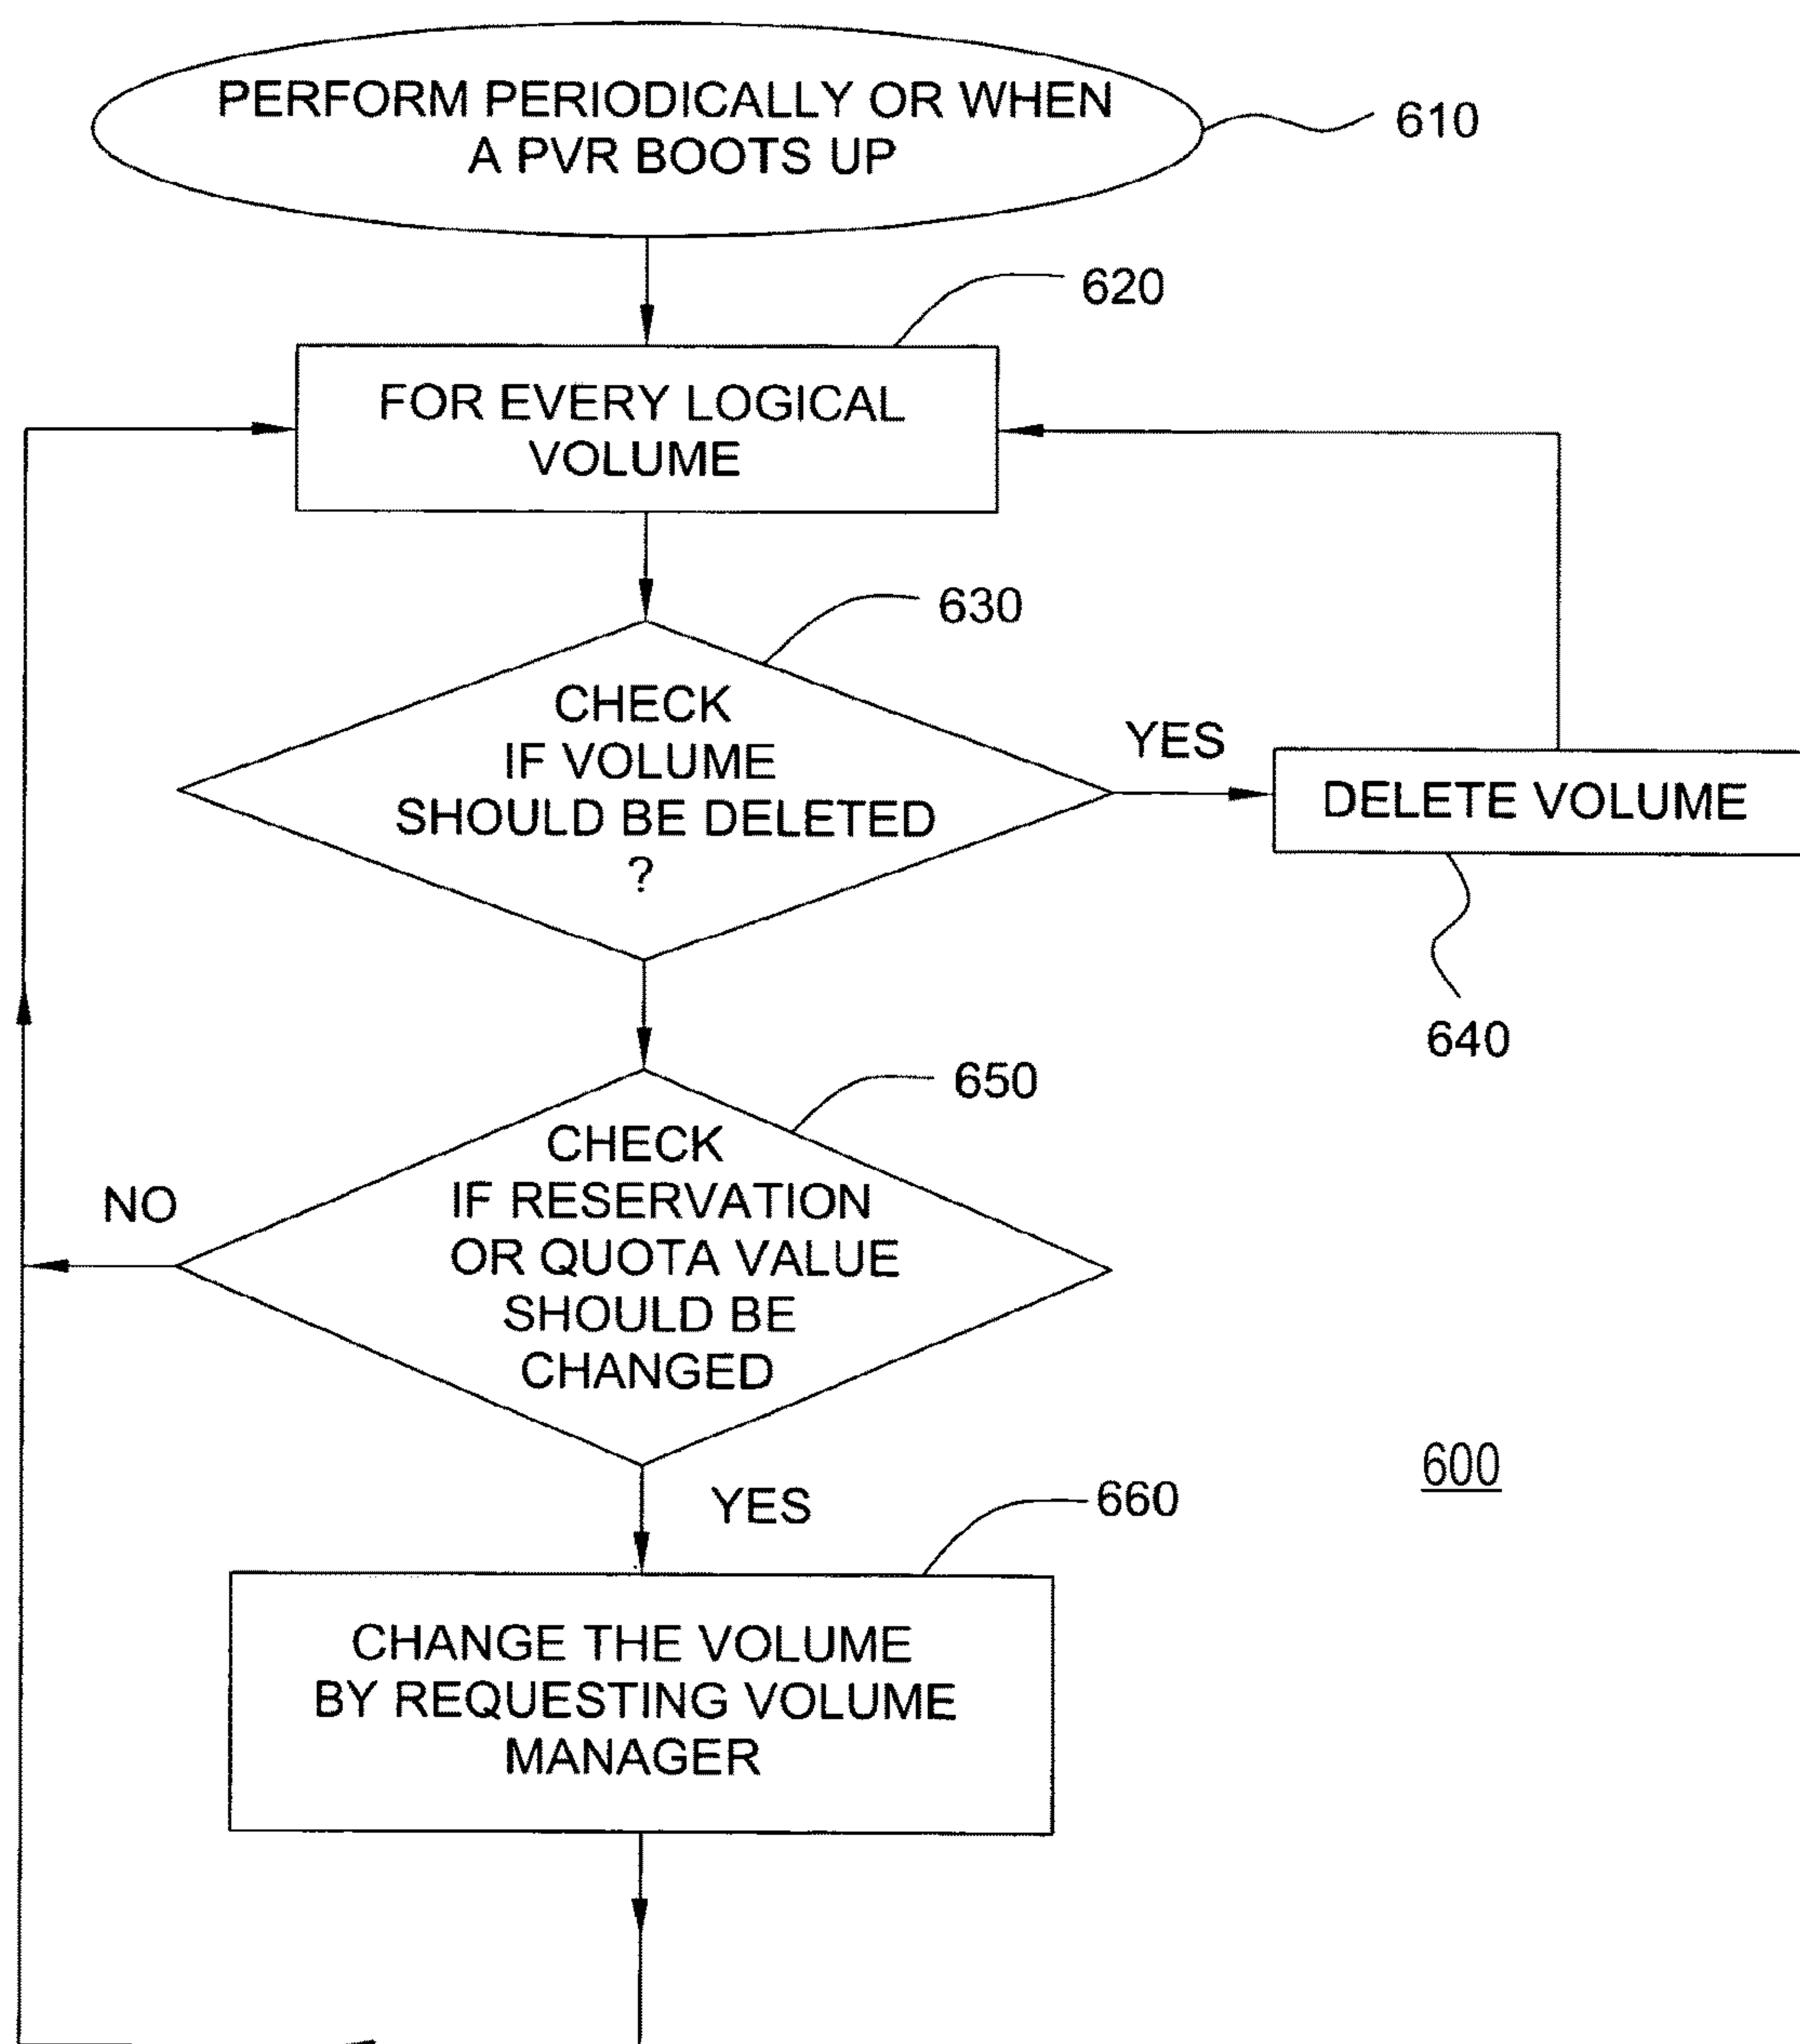 PERFORM PERIODICALLY OR WHEN
A PVR BOOTS UP
610
620
FOR EVERY LOGICAL
VOLUME
630
CHECK
IF VOLUME
SHOULD BE DELETED
?
YES
DELETE VOLUME
640
650
CHECK
IF RESERVATION
OR QUOTA VALUE
SHOULD BE
CHANGED
NO
600
YES
660
CHANGE THE VOLUME
BY REQUESTING VOLUME
MANAGER